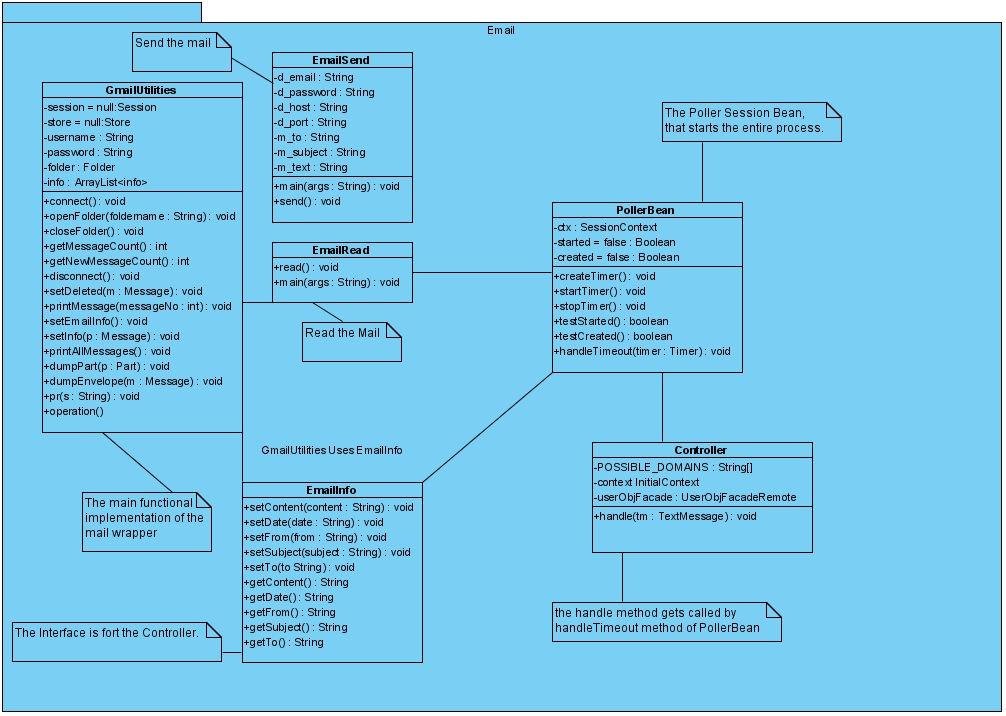 Email
Send the mail
EmailSend
-d_email : String
-d_password : String
-d_host : String
-d_port : String
-m_to : String
-m_subject : String
-m_text : String
+main(args : String) : void
+send() : void
GmailUtilities
-session = null:Session
-store = null:Store
-username : String
-password : String
-folder : Folder
-info : ArrayList<info>
+connect() : void
+openFolder(foldername : String) : void
+closeFolder() : void
+getMessageCount() : int
+getNewMessageCount() : int
+disconnect() : void
+setDeleted(m : Message) : void
+printMessage(messageNo : int) : void
+setEmailInfo() : void
+setInfo(p : Message) : void
+printAllMessages() : void
+dumpPart(p : Part) : void
+dumpEnvelope(m : Message) : void
+pr(s : String) : void
+operation()
EmailRead
+read() : void
+main(args : String) : void
Read the Mail
The Poller Session Bean,
that starts the entire process.
PollerBean
-ctx : SessionContext
-started = false : Boolean
-created = false : Boolean
+createTimer() : void
+startTimer() : void
+stopTimer() : void
+testStarted() : boolean
+testCreated() : boolean
+handleTimeout(timer : Timer) : void
GmailUtilities Uses EmailInfo
Controller
-POSSIBLE_DOMAINS : String[]
-context InitialContext
-userObjFacade : UserObjFacadeRemote
+handle(tm : TextMessage) : void
The main functional
implementation of the
mail wrapper
EmailInfo
+setContent(content : String) : void
+setDate(date : String) : void
+setFrom(from : String) : void
+setSubject(subject : String) : void
+setTo(to String) : void
+getContent() : String
+getDate() : String
+getFrom() : String
+getSubject() : String
+getTo() : String
The Interface is fort the Controller.
the handle method gets called by
handleTimeout method of PollerBean